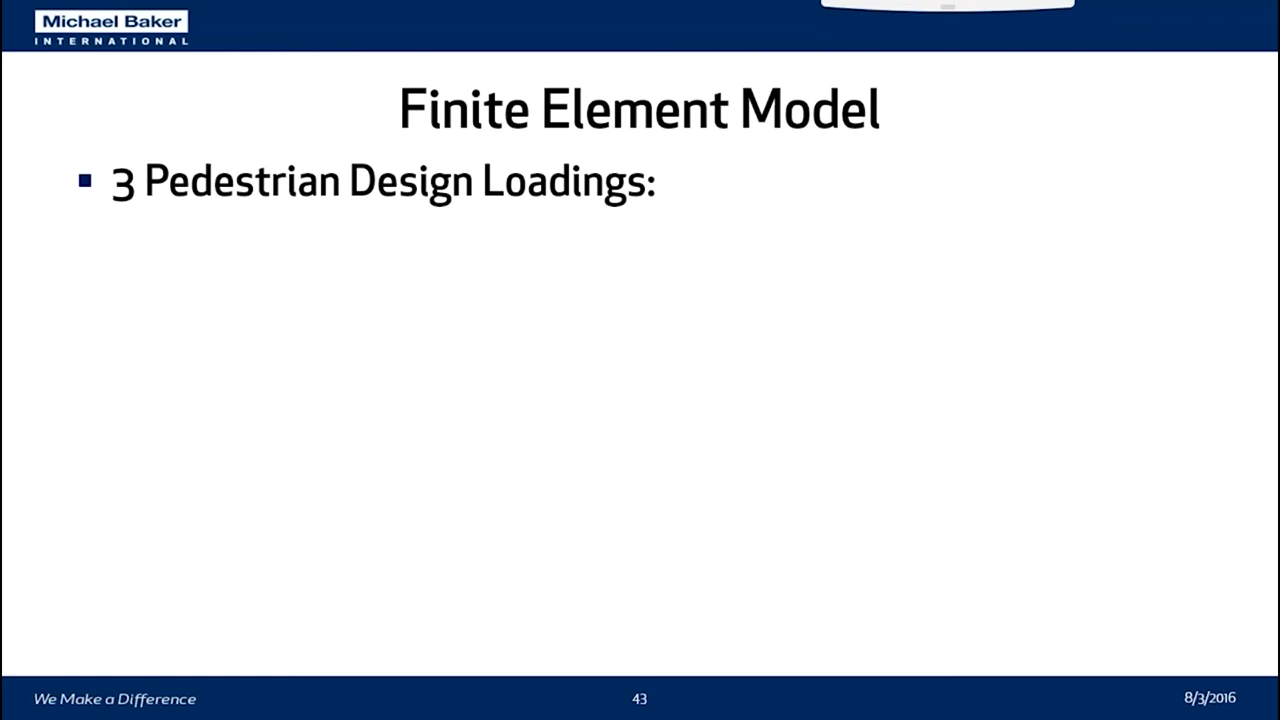 Michael Baker
INTERNATIONAL
Finite Element Model
▪ 3 Pedestrian Design Loadings:
We Make a Difference
43
8/3/2016